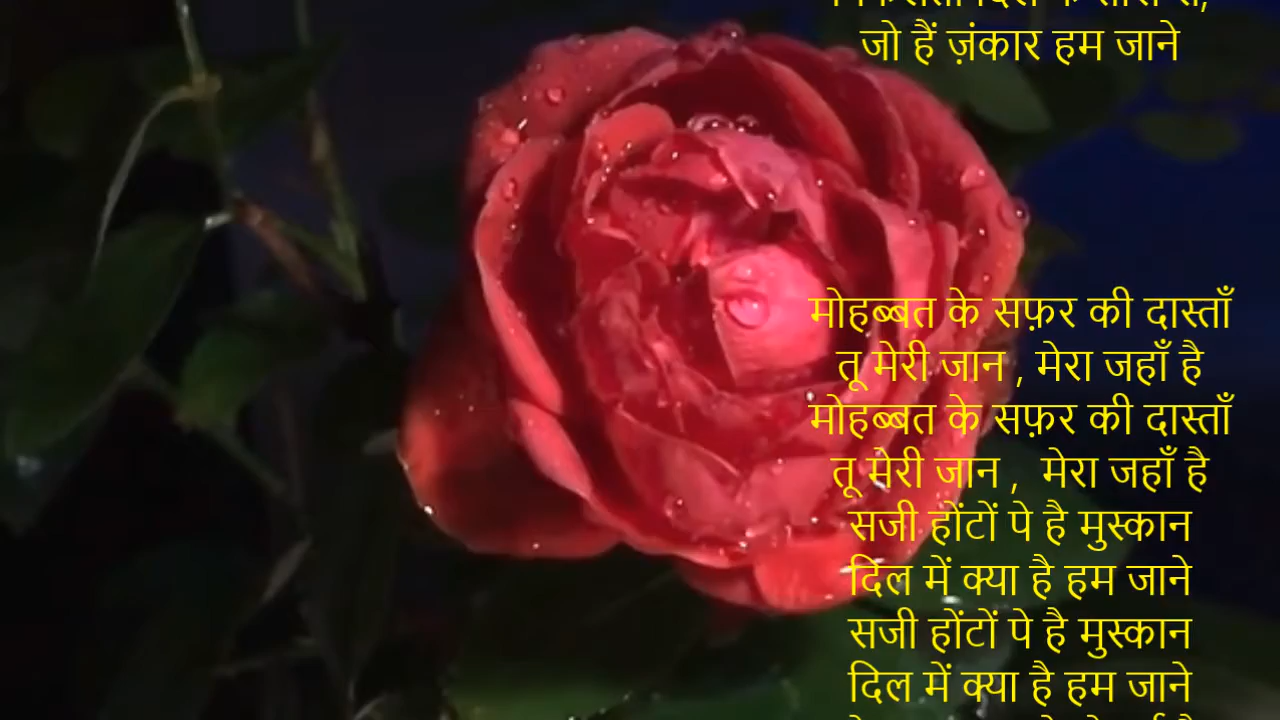 जो हैं ज़ंकार हम जाने
मोहब्बत के सफ़र की दास्ताँ
तू मेरी जान , मेरा जहाँ है
मोहब्बत के सफ़र की दास्ताँ
तू मेरी जान ,  मेरा जहाँ है
सजी होंटों पे है मुस्कान
दिल में क्या है हम जाने
सजी होंटों पे है मुस्कान
दिल में क्या है हम जाने